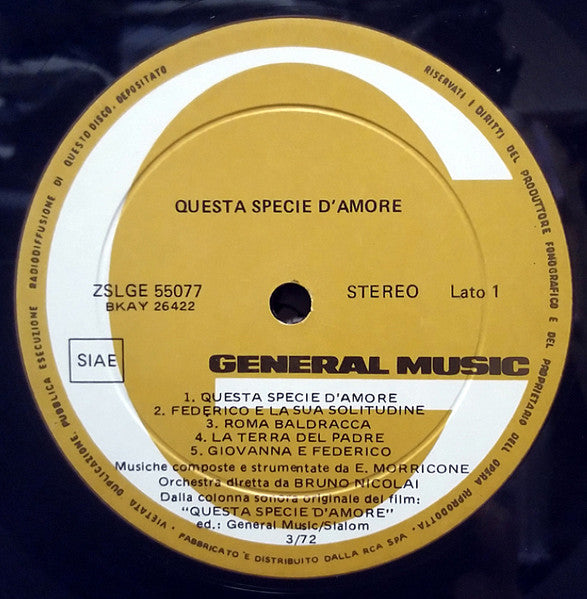 RISERVATI I DIRITTI DEL PRODUTTORE FONOGRAFICO E DEL PROPRIETARIO DELL'OPERA RIPRODOTTA - VIETATA DUPLICAZIONE, PUBBLICA ESECUZIONE RADIODIFFUSIONE DI QUESTO DISCO. DEPOSITATO
QUESTA SPECIE D'AMORE
ZSLGE 55077 STEREO Lato 1
BKAY 26422
SIAE
GENERAL MUSIC
1. QUESTA SPECIE D'AMORE
2. FEDERICO E LA SUA SOLITUDINE
3. ROMA BALDRACCA
4. LA TERRA DEL PADRE
5. GIOVANNA E FEDERICO
Musiche composte e strumentate da E. MORRICONE
Orchestra diretta da BRUNO NICOLAI
Dalla colonna sonora originale del film:
"QUESTA SPECIE D'AMORE"
ed.: General Music/Slalom
3/72
FABBRICATO E DISTRIBUITO DALLA RCA SPA -